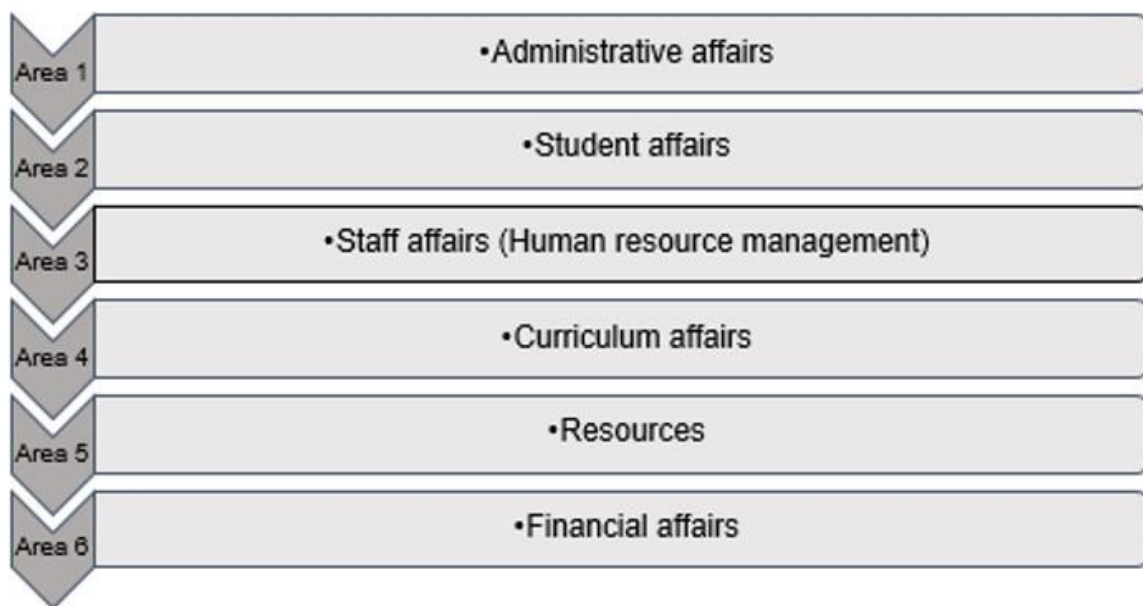 Area 1
•Administrative affairs
Area 2
•Student affairs
Area 3
•Staff affairs (Human resource management)
Area 4
•Curriculum affairs
Area 5
•Resources
Area 6
•Financial affairs